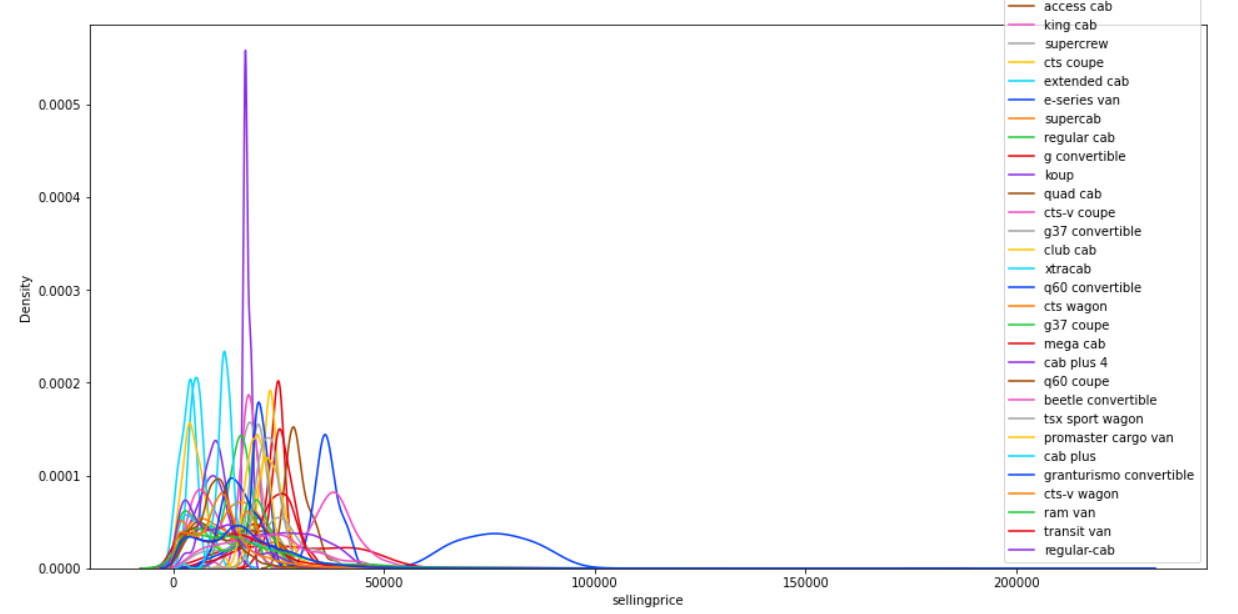 access cab
king cab
supercrew
cts coupe
extended cab
e-series van
supercab
regular cab
g convertible
koup
quad cab
cts-v coupe
g37 convertible
club cab
xtracab
q60 convertible
cts wagon
g37 coupe
mega cab
cab plus 4
q60 coupe
beetle convertible
tsx sport wagon
promaster cargo van
cab plus
granturismo convertible
cts-v wagon
ram van
transit van
regular-cab
0.0005
0.0004
0.0003
0.0002
0.0001
0.0000
Density
0
50000
100000
150000
200000
sellingprice